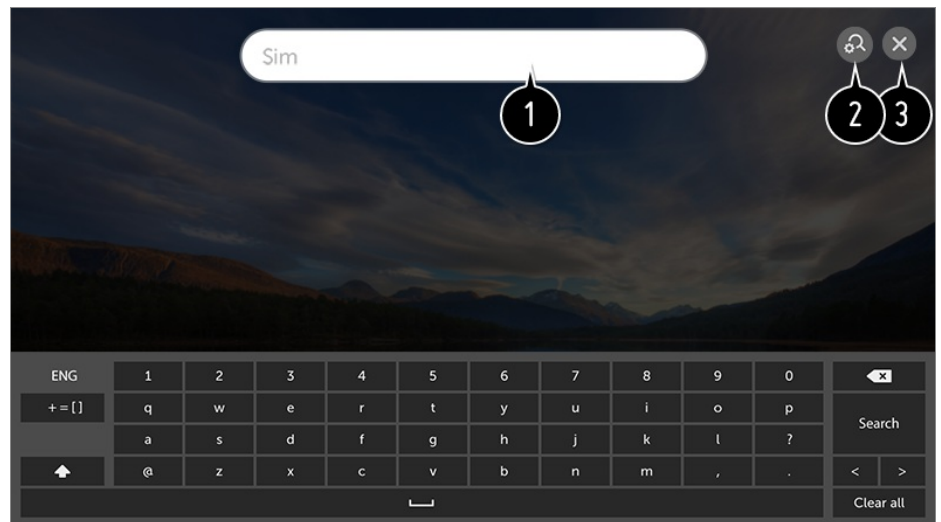 Sim
1
2 3
ENG 1 2 3 4 5 6 7 8 9 0
+=[] q w e r t y u i o p
Search
a s d f g h j k l ?
@ z x c v b n m , . < >
Clear all